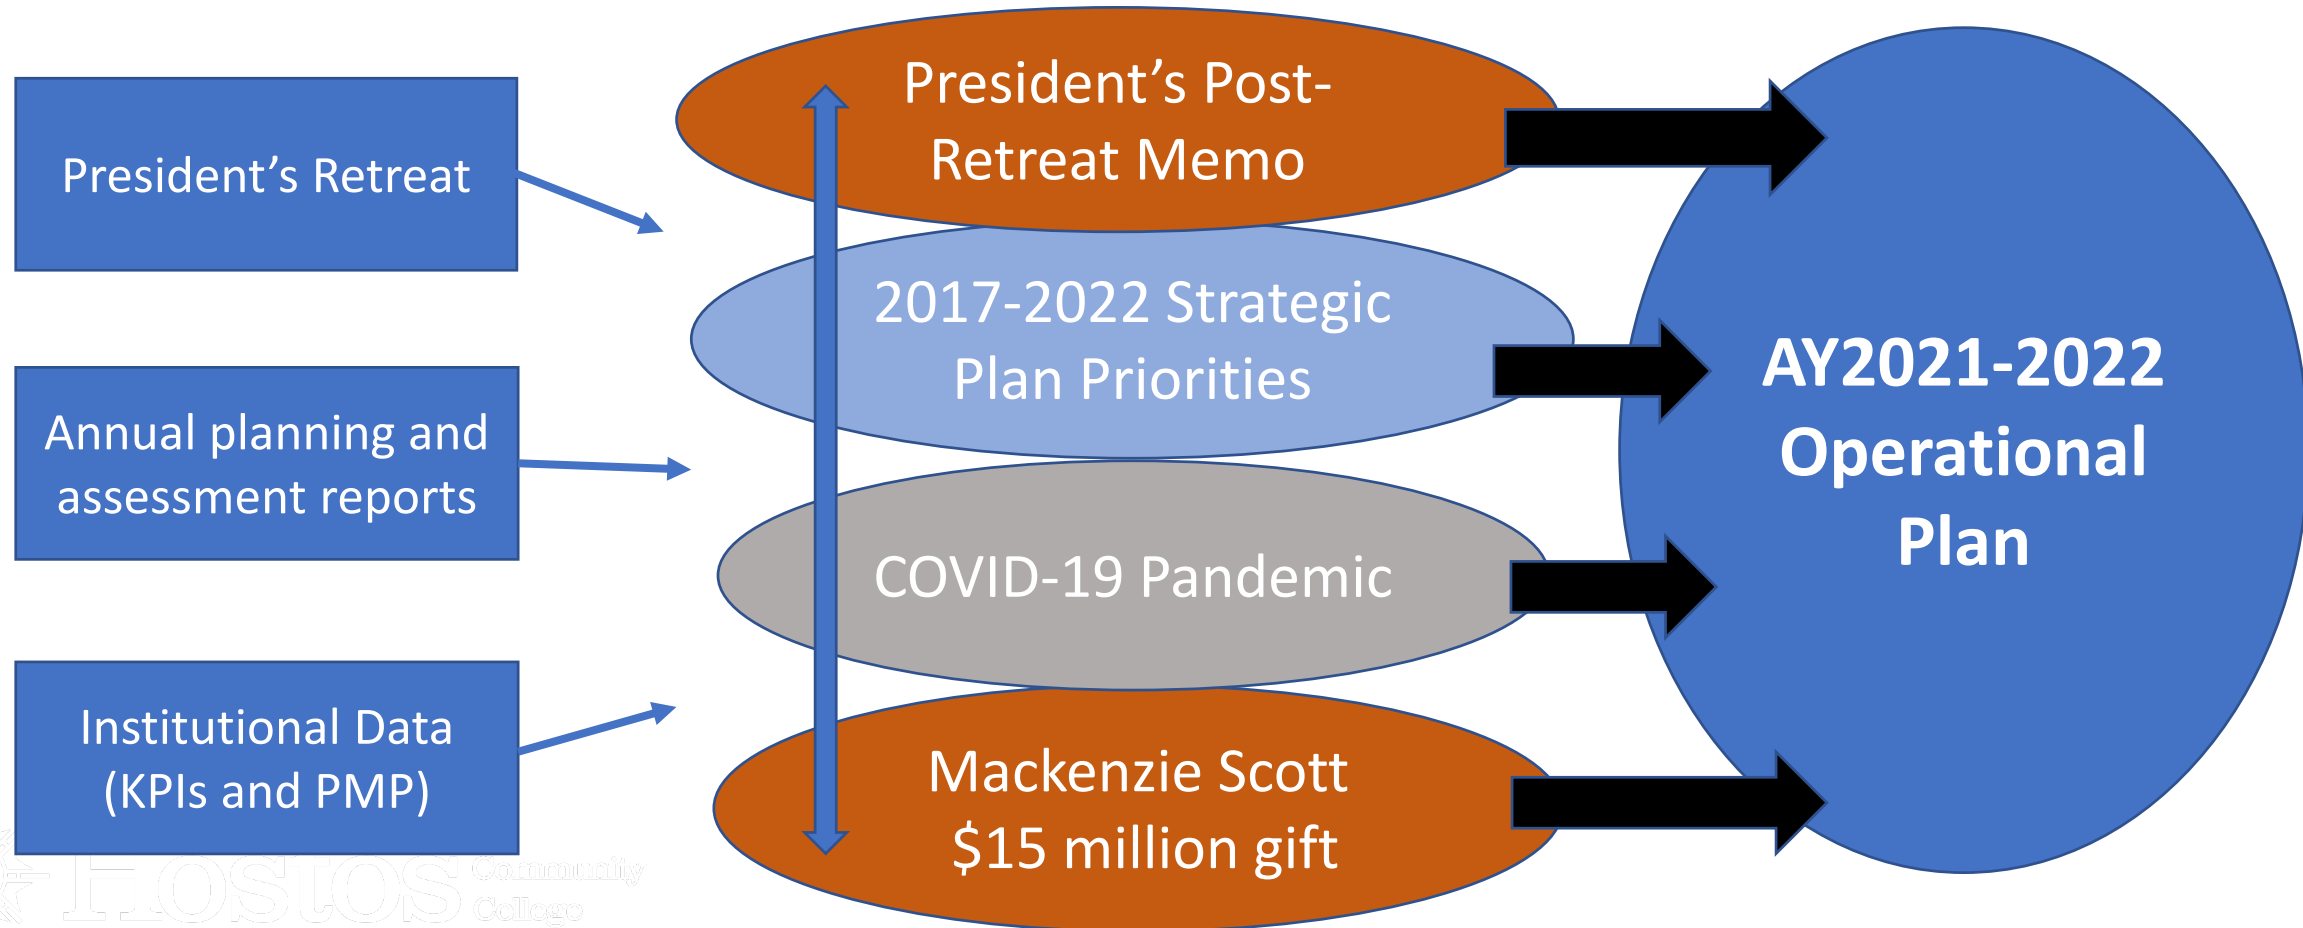 President’s Retreat
Annual planning and
assessment reports
Institutional Data
(KPIs and PMP)
Hostos Community
College
President’s Post-
Retreat Memo
2017-2022 Strategic
Plan Priorities
COVID-19 Pandemic
Mackenzie Scott
$15 million gift
AY2021-2022
Operational
Plan